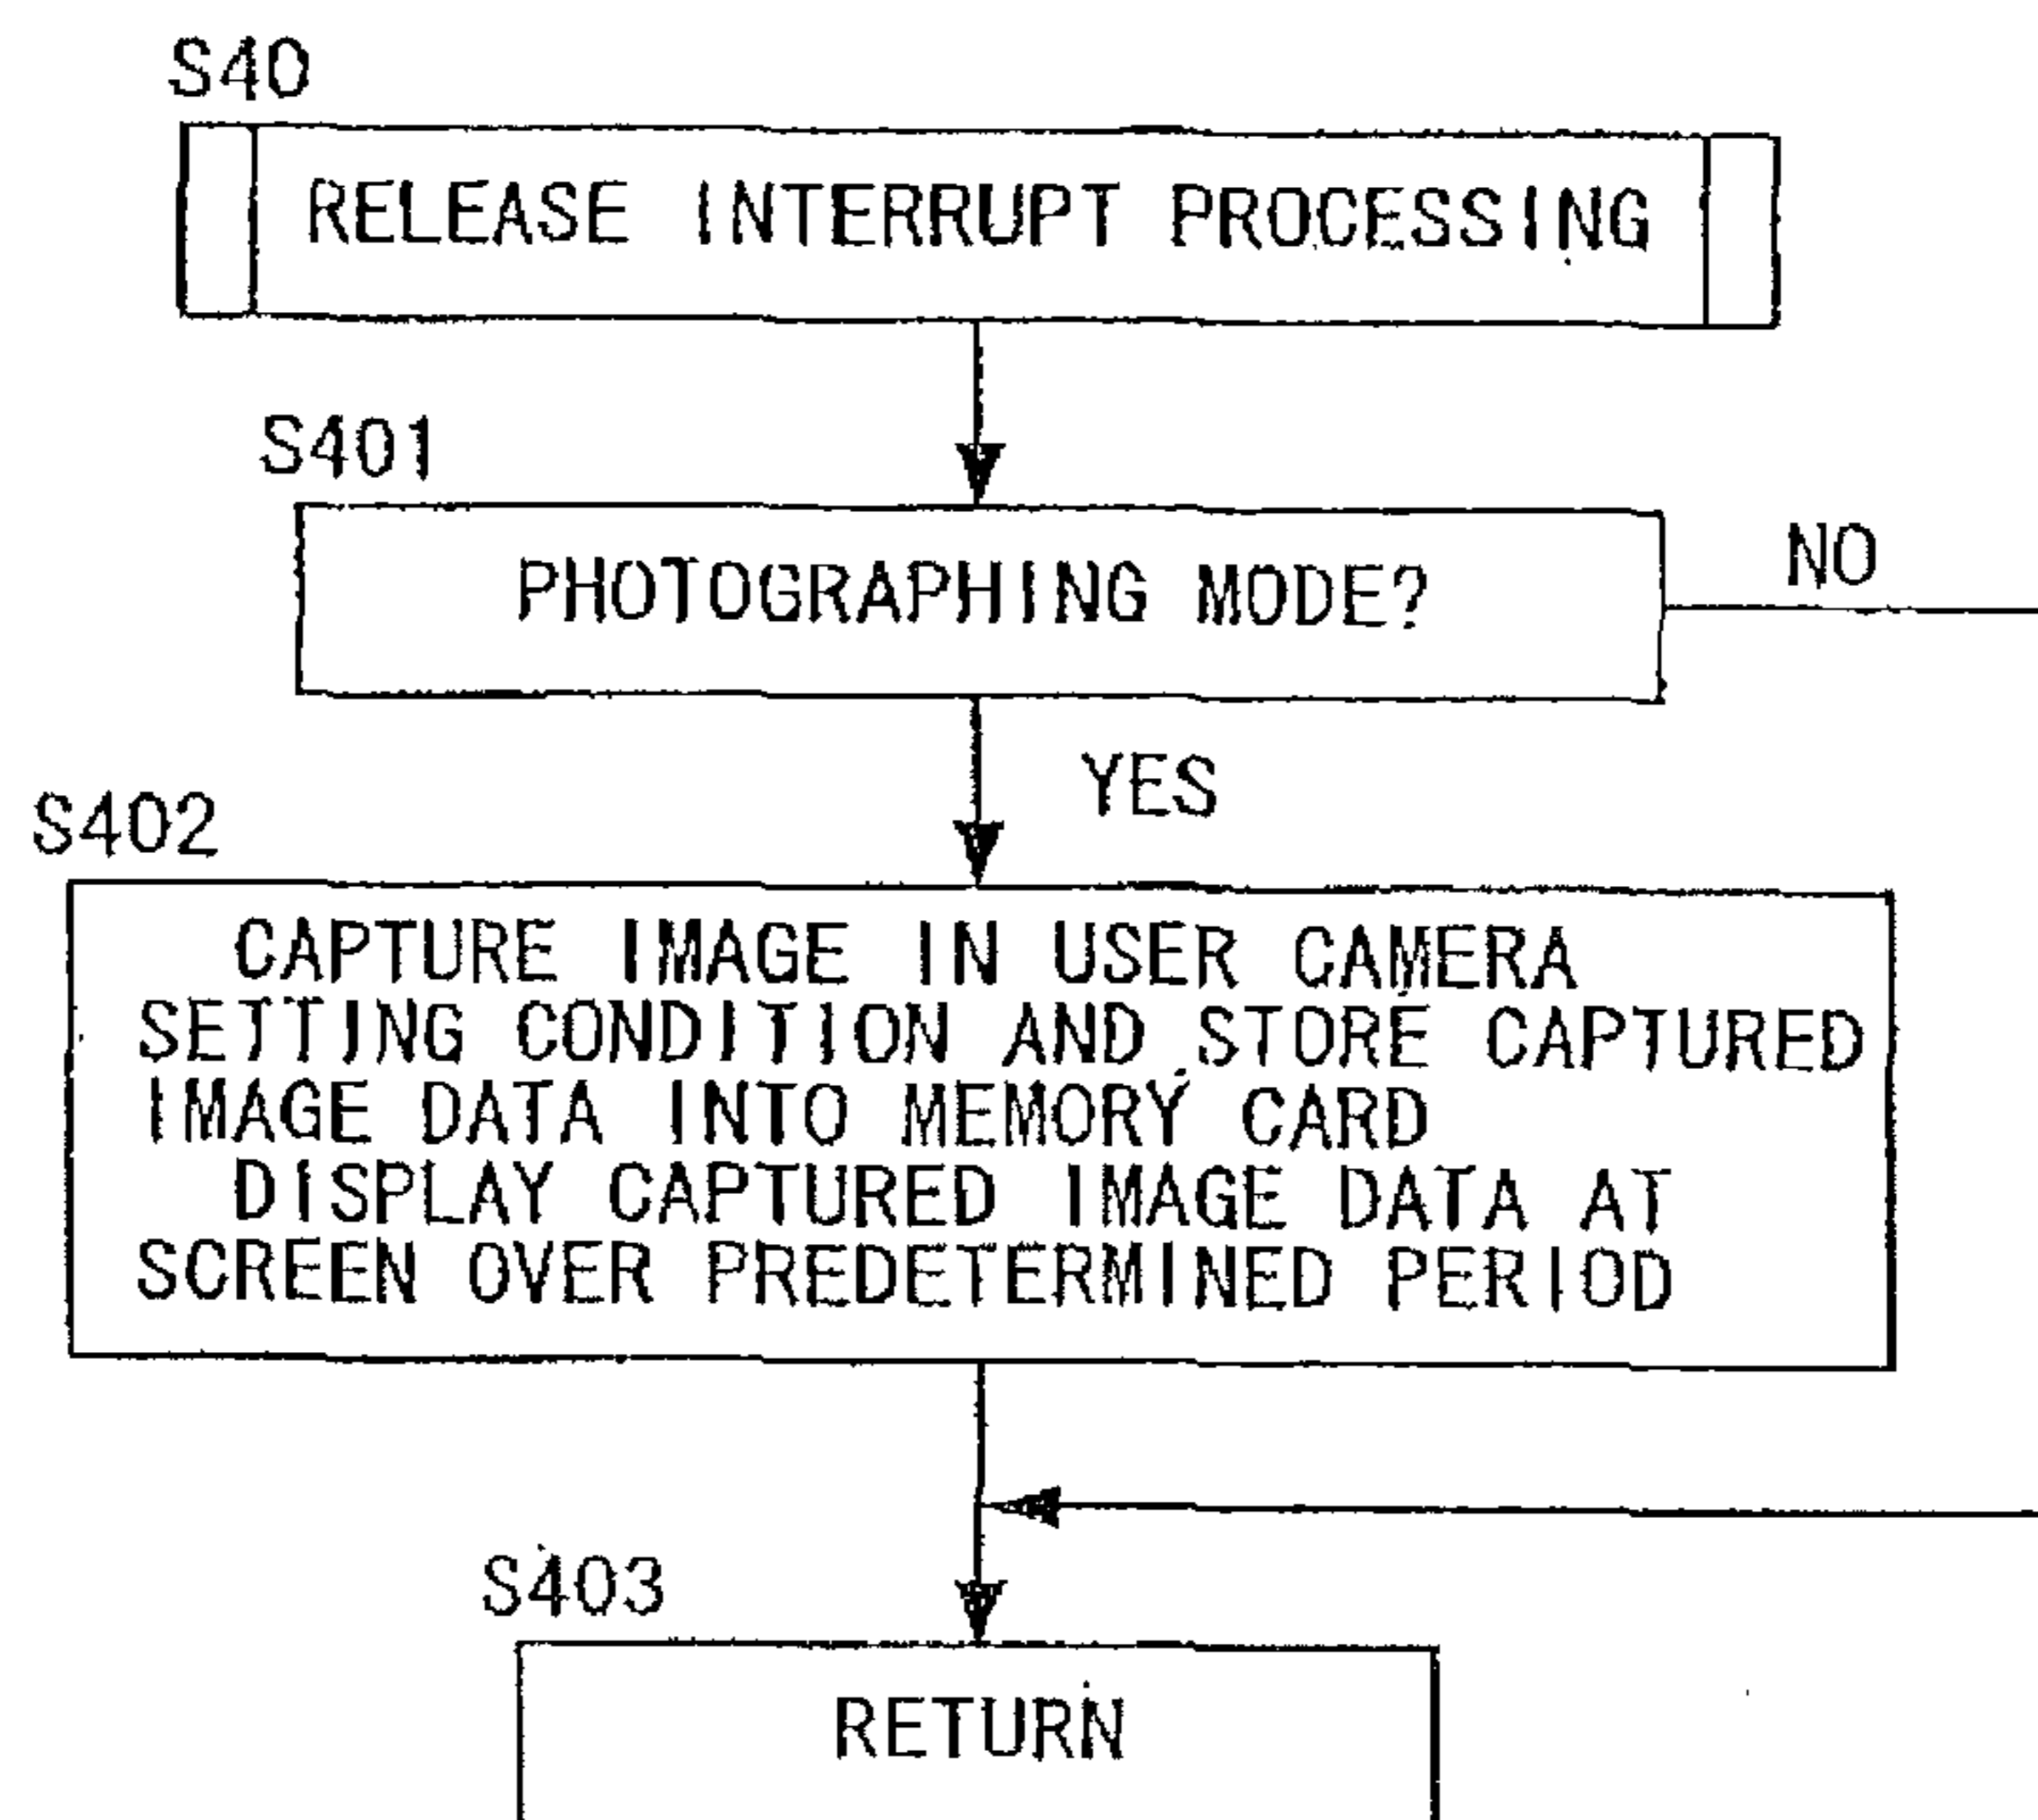 S40
RELEASE INTERRUPT PROCESSING
S401
PHOTOGRAPHING MODE?
NO
YES
S402
CAPTURE IMAGE IN USER CAMERA
SETTING CONDITION AND STORE CAPTURED
IMAGE DATA INTO MEMORY CARD
DISPLAY CAPTURED IMAGE DATA AT
SCREEN OVER PREDETERMINED PERIOD
S403
RETURN